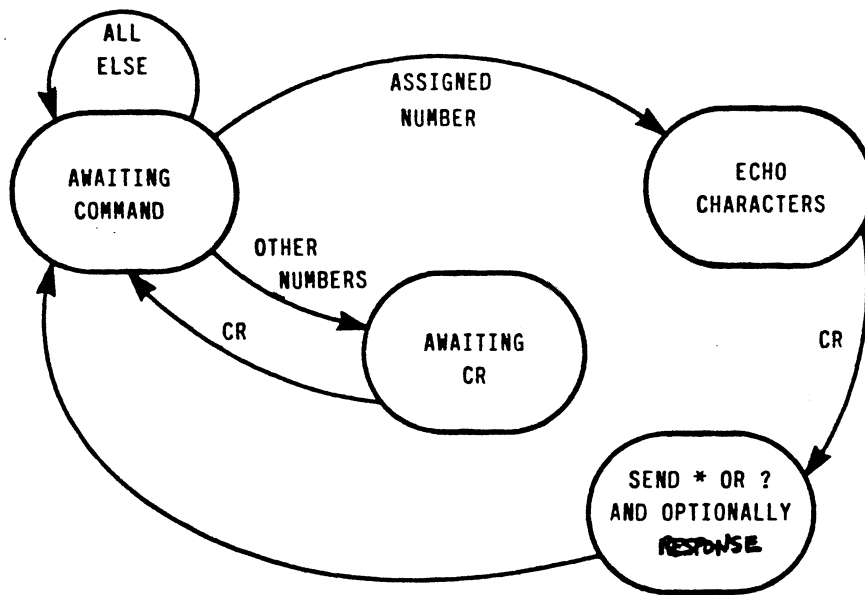 ALL
ELSE
ASSIGNED
NUMBER
AWAITING
COMMAND
ECHO
CHARACTERS
OTHER
NUMBERS
CR
AWAITING
CR
CR
SEND * OR ?
AND OPTIONALLY
RESPONSE